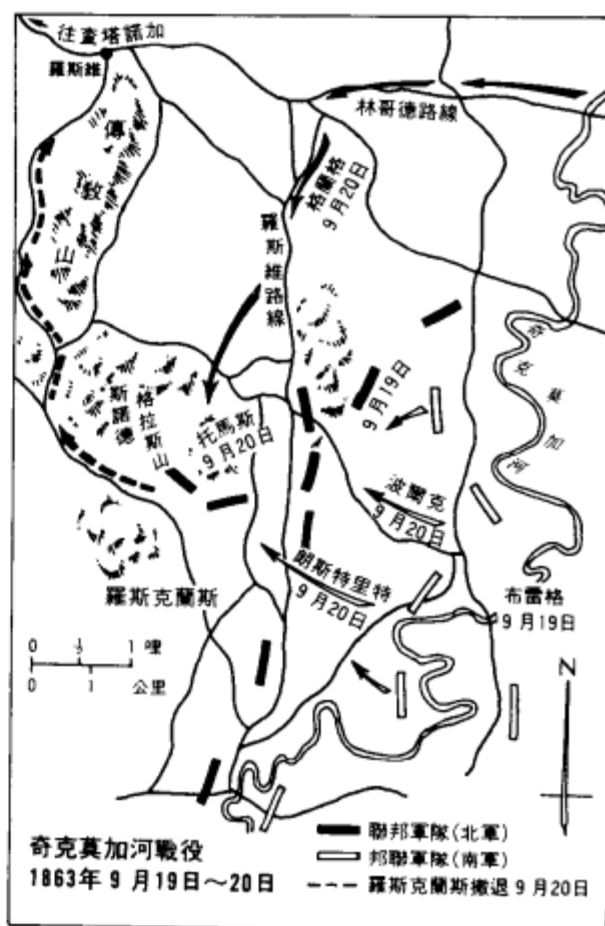 往查塔諾加
羅斯維
林哥德路線
傳教山
格蘭格
9月20日
羅斯維路線
奇克莫加河
9月19日
斯諾德
格拉斯山
托馬斯
9月20日
波蘭克
9月20日
朗斯特里特
9月20日
羅斯克蘭斯
布雷格
9月19日
0 ½ 1 哩
0 1 公里
N
奇克莫加河戰役
1863年9月19日~20日
聯邦軍隊(北軍)
邦聯軍隊(南軍)
羅斯克蘭斯撤退9月20日